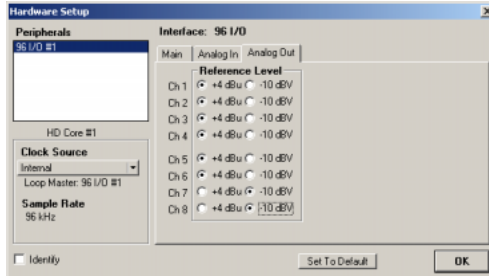 Hardware Setup
Peripherals
96 I/O #1
HD Core #1
Clock Source
Internal
Loop Master: 96 I/O #1
Sample Rate
96 kHz
Identify
Interface: 96 I/O
Main Analog In Analog Out
Reference Level
Ch 1 +4 dBu -10 dBV
Ch 2 +4 dBu -10 dBV
Ch 3 +4 dBu -10 dBV
Ch 4 +4 dBu -10 dBV
Ch 5 +4 dBu -10 dBV
Ch 6 +4 dBu -10 dBV
Ch 7 +4 dBu -10 dBV
Ch 8 +4 dBu -10 dBV
Set To Default
OK